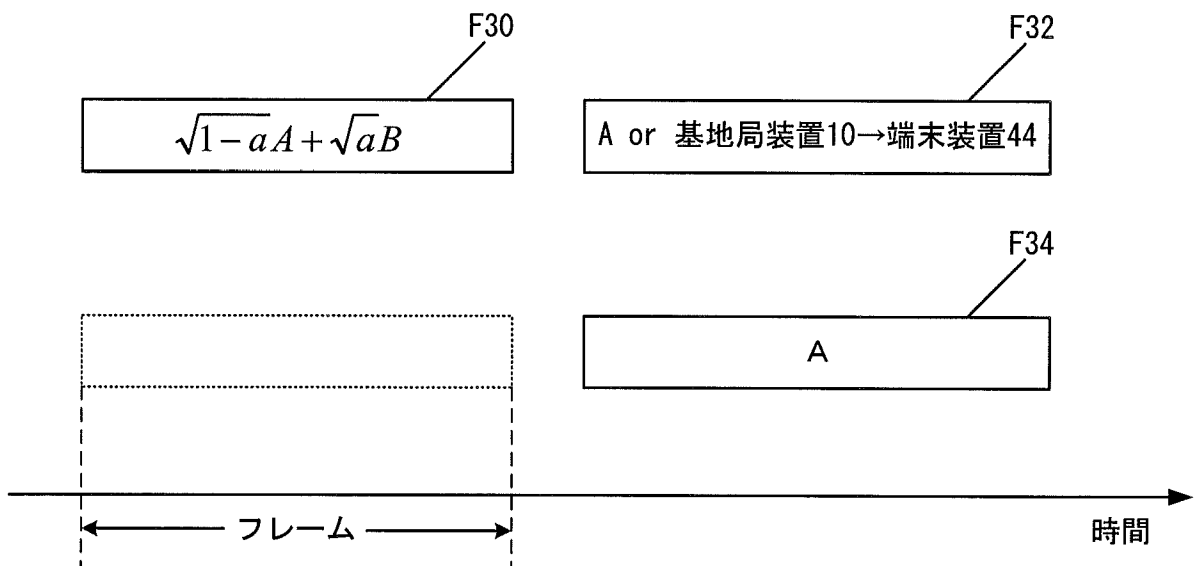 F30
F32
√1-aA+√aB
A or 基地局装置10→端末装置44
F34
A
フレーム
時間